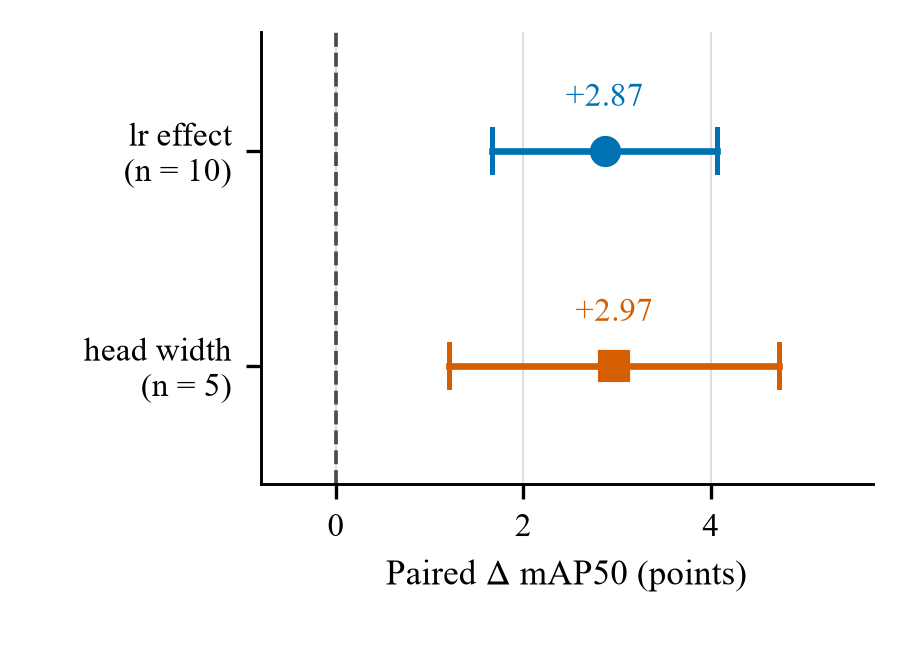 +2.87
lr effect
(n = 10)
+2.97
head width
(n = 5)
0 2 4
Paired Δ mAP50 (points)